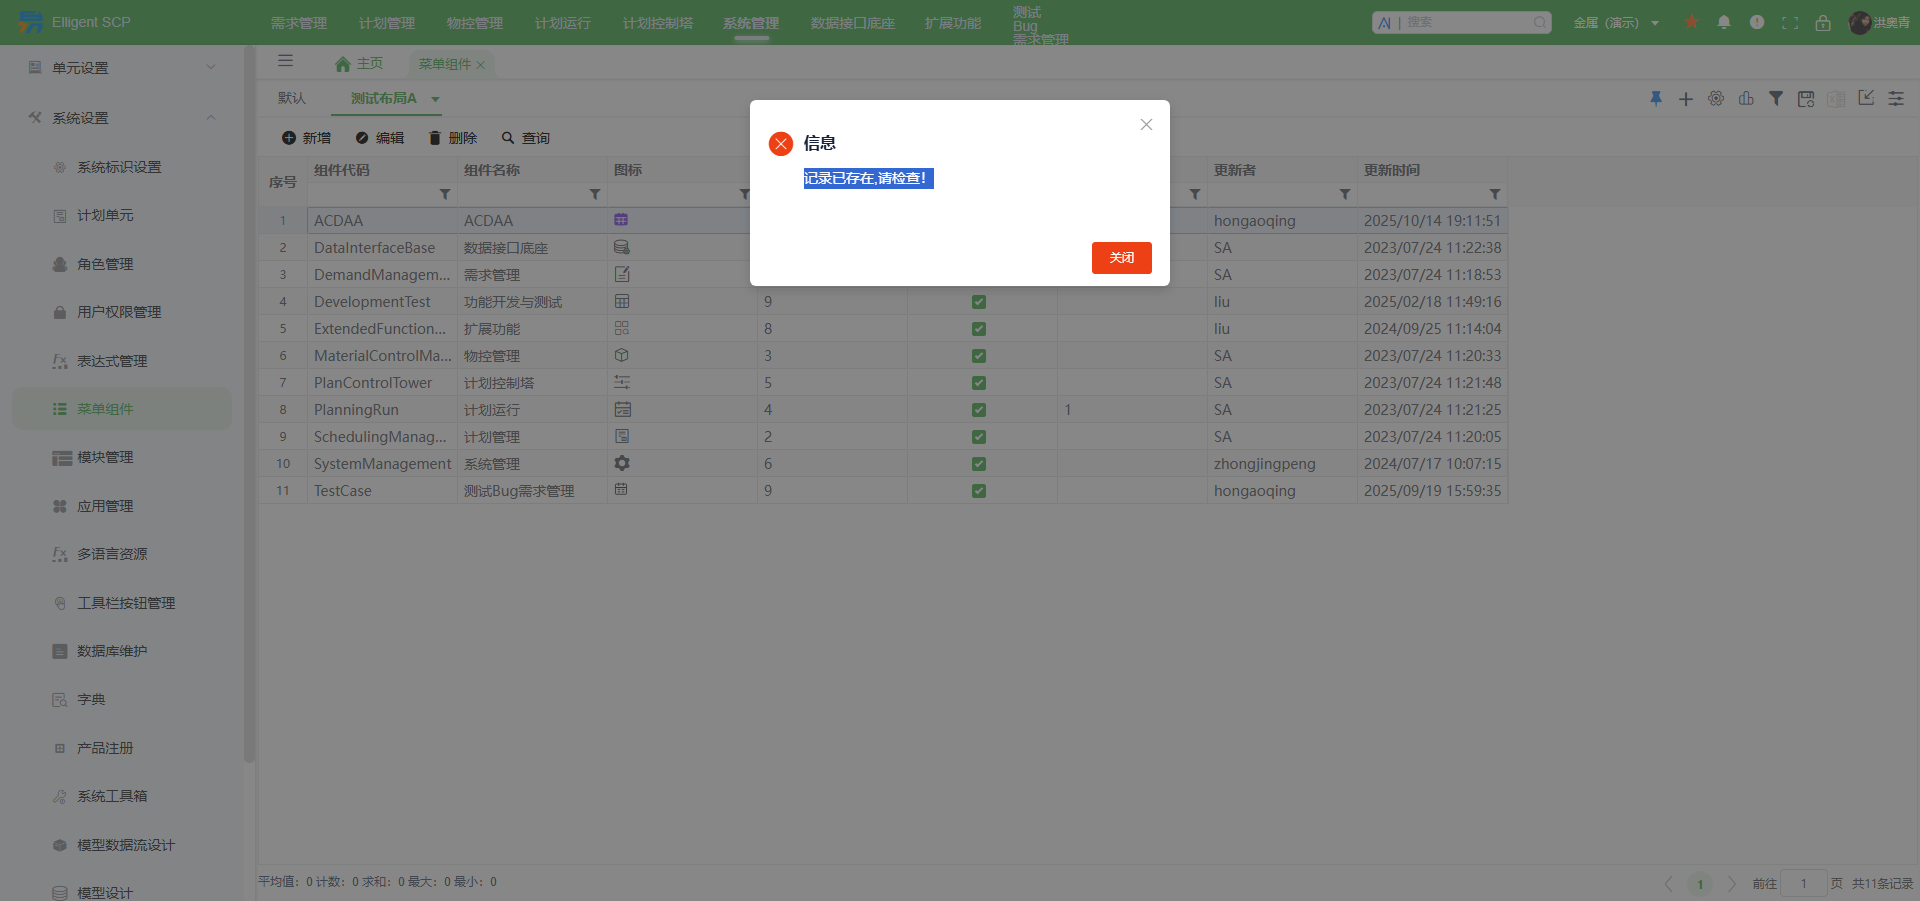 Elligent SCP
需求管理
计划管理
物控管理
计划运行
计划控制塔
系统管理
数据接口底座
扩展功能
测试
Bug
需求管理
AI | 搜索
金属（演示）
洪奥青
单元设置
系统设置
系统标识设置
计划单元
角色管理
用户权限管理
表达式管理
菜单组件
模块管理
应用管理
多语言资源
工具栏按钮管理
数据库维护
字典
产品注册
系统工具箱
模型数据流设计
模型设计
主页
菜单组件
默认
测试布局A
新增
编辑
删除
查询
信息
记录已存在,请检查!
关闭
序号 组件代码 组件名称 图标 更新者 更新时间
1 ACDAA ACDAA hongaoqing 2025/10/14 19:11:51
2 DataInterfaceBase 数据接口底座 SA 2023/07/24 11:22:38
3 DemandManagem... 需求管理 SA 2023/07/24 11:18:53
4 DevelopmentTest 功能开发与测试 9 liu 2025/02/18 11:49:16
5 ExtendedFunction... 扩展功能 8 liu 2024/09/25 11:14:04
6 MaterialControlMa... 物控管理 3 SA 2023/07/24 11:20:33
7 PlanControlTower 计划控制塔 5 SA 2023/07/24 11:21:48
8 PlanningRun 计划运行 4 1 SA 2023/07/24 11:21:25
9 SchedulingManag... 计划管理 2 SA 2023/07/24 11:20:05
10 SystemManagement 系统管理 6 zhongjingpeng 2024/07/17 10:07:15
11 TestCase 测试Bug需求管理 9 hongaoqing 2025/09/19 15:59:35
平均值：0 计数：0 求和：0 最大：0 最小：0
1
前往 1 页 共11条记录